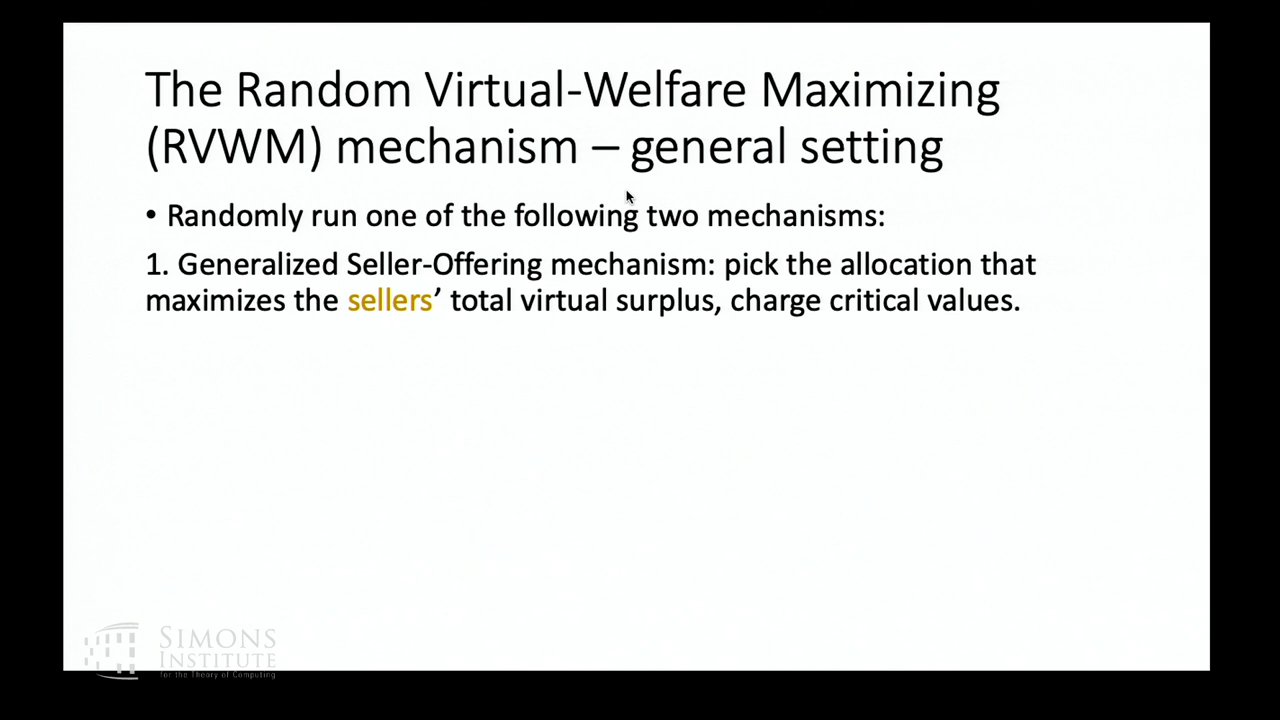 The Random Virtual-Welfare Maximizing
(RVWM) mechanism – general setting
• Randomly run one of the following two mechanisms:
1. Generalized Seller-Offering mechanism: pick the allocation that
maximizes the sellers’ total virtual surplus, charge critical values.
SIMONS
INSTITUTE
for the Theory of Computing